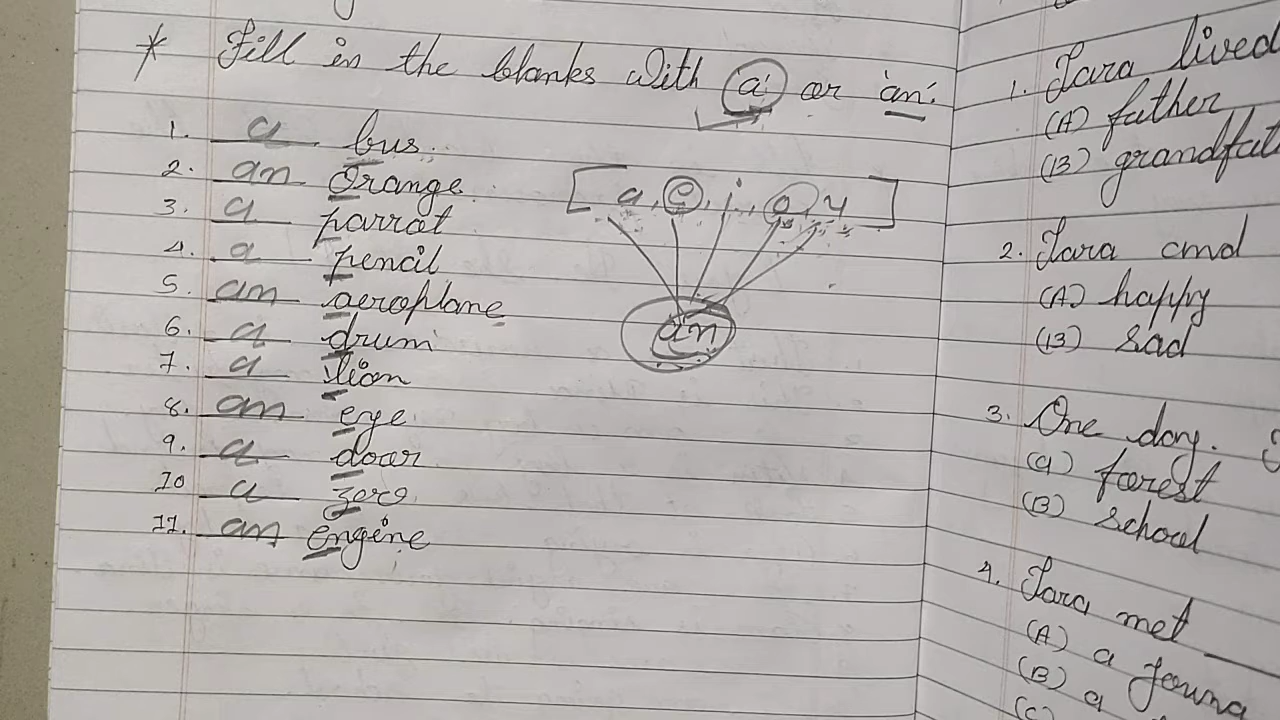 * Fill in the blanks with 'a' or 'an'.
1. a bus.
2. an Orange.
3. a parrot
4. a pencil
5. an aeroplane
6. a drum
7. a lion
8. an eye.
9. a door
10 a zero
11. an engine
[a, e, i, o, u]
an
1. Tara lived
(A) father
(B) grandfat
2. Tara and
(A) happy
(B) sad
3. One day.
(a) forest
(B) school
4. Tara met
(A) a
(B) a
(C)